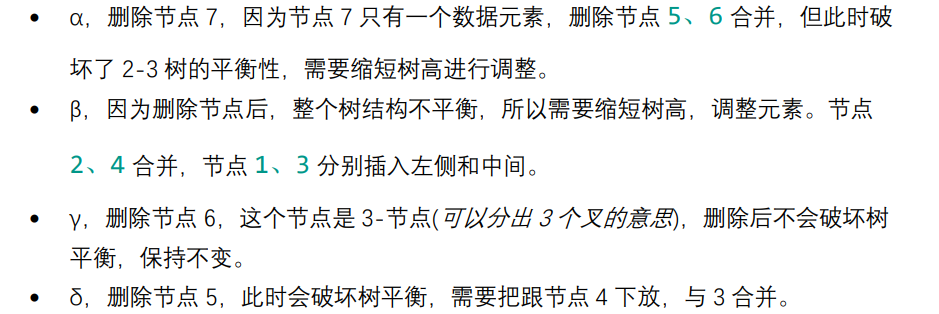 • α，删除节点 7，因为节点 7 只有一个数据元素，删除节点 5、6 合并，但此时破
坏了 2-3 树的平衡性，需要缩短树高进行调整。
• β，因为删除节点后，整个树结构不平衡，所以需要缩短树高，调整元素。节点
2、4 合并，节点 1、3 分别插入左侧和中间。
• γ，删除节点 6，这个节点是 3-节点(可以分出 3 个叉的意思)，删除后不会破坏树
平衡，保持不变。
• δ，删除节点 5，此时会破坏树平衡，需要把跟节点 4 下放，与 3 合并。